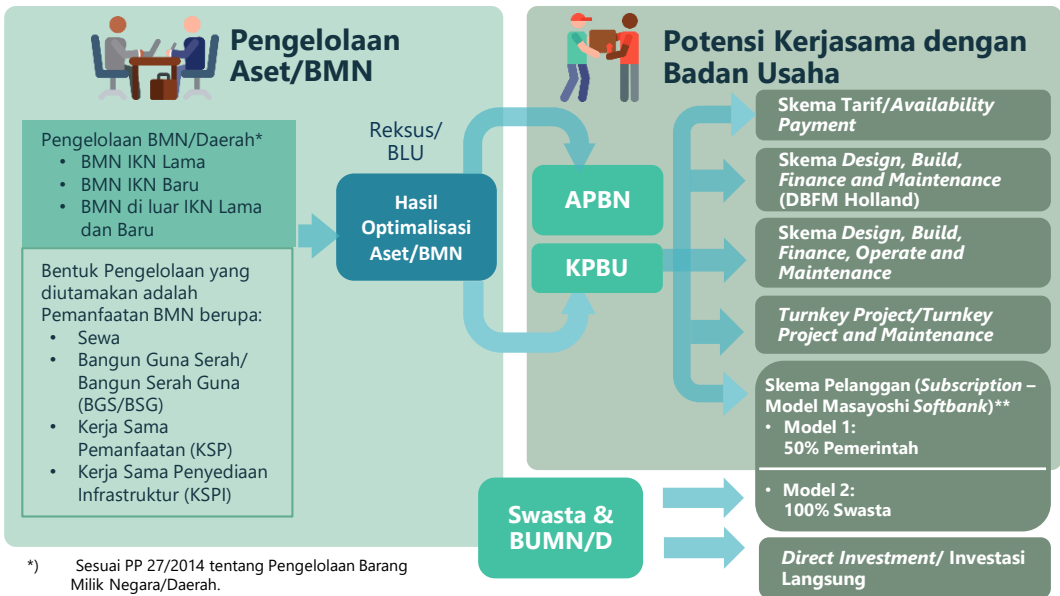 Pengelolaan
Aset/BMN
Pengelolaan BMN/Daerah*
• BMN IKN Lama
• BMN IKN Baru
• BMN di luar IKN Lama
dan Baru
Bentuk Pengelolaan yang
diutamakan adalah
Pemanfaatan BMN berupa:
• Sewa
• Bangun Guna Serah/
Bangun Serah Guna
(BGS/BSG)
• Kerja Sama
Pemanfaatan (KSP)
• Kerja Sama Penyediaan
Infrastruktur (KSPI)
Reksus/
BLU
Hasil
Optimalisasi
Aset/BMN
Potensi Kerjasama dengan
Badan Usaha
APBN
KPBU
Skema Tarif/Availability
Payment
Skema Design, Build,
Finance and Maintenance
(DBFM Holland)
Skema Design, Build,
Finance, Operate and
Maintenance
Turnkey Project/Turnkey
Project and Maintenance
Skema Pelanggan (Subscription –
Model Masayoshi Softbank)**
• Model 1:
50% Pemerintah
• Model 2:
100% Swasta
Swasta &
BUMN/D
Direct Investment/ Investasi
Langsung
*) Sesuai PP 27/2014 tentang Pengelolaan Barang
Milik Negara/Daerah.